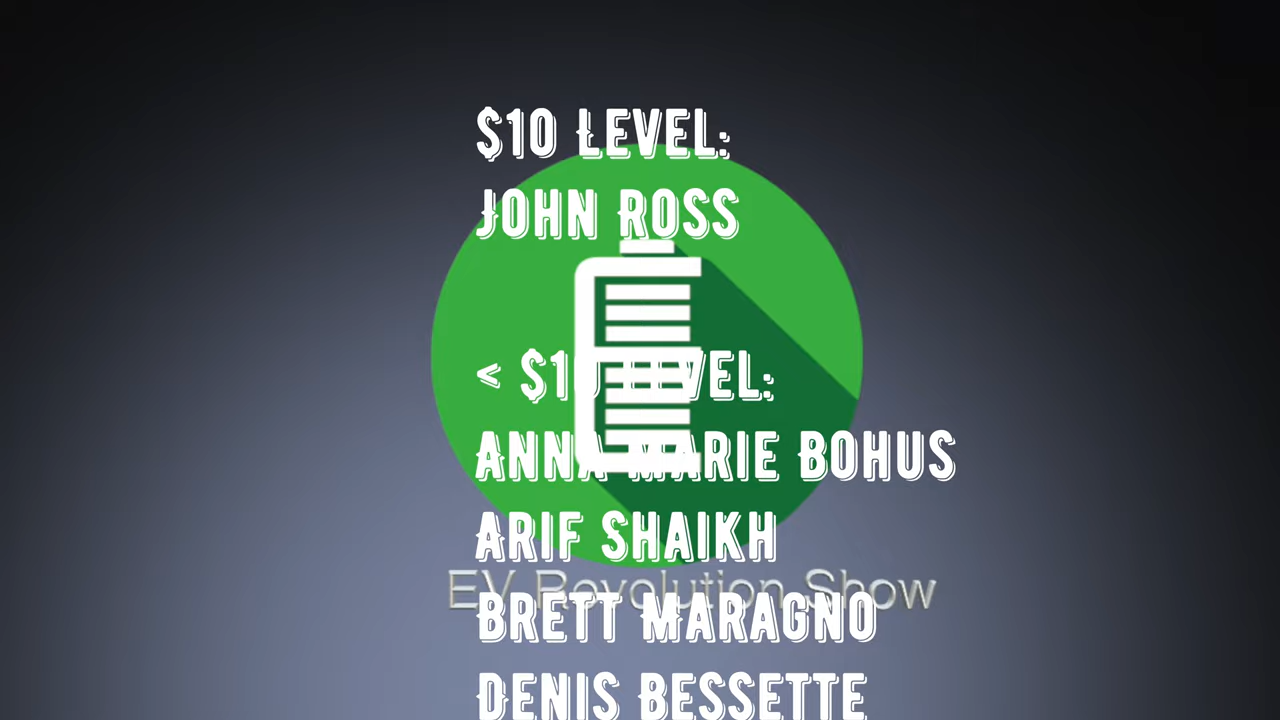 $10 Level:
John Ross
< $10 Level:
Anna Marie Bohus
Arif Shaikh
EV Revolution Show
Brett Maragno
Denis Bessette